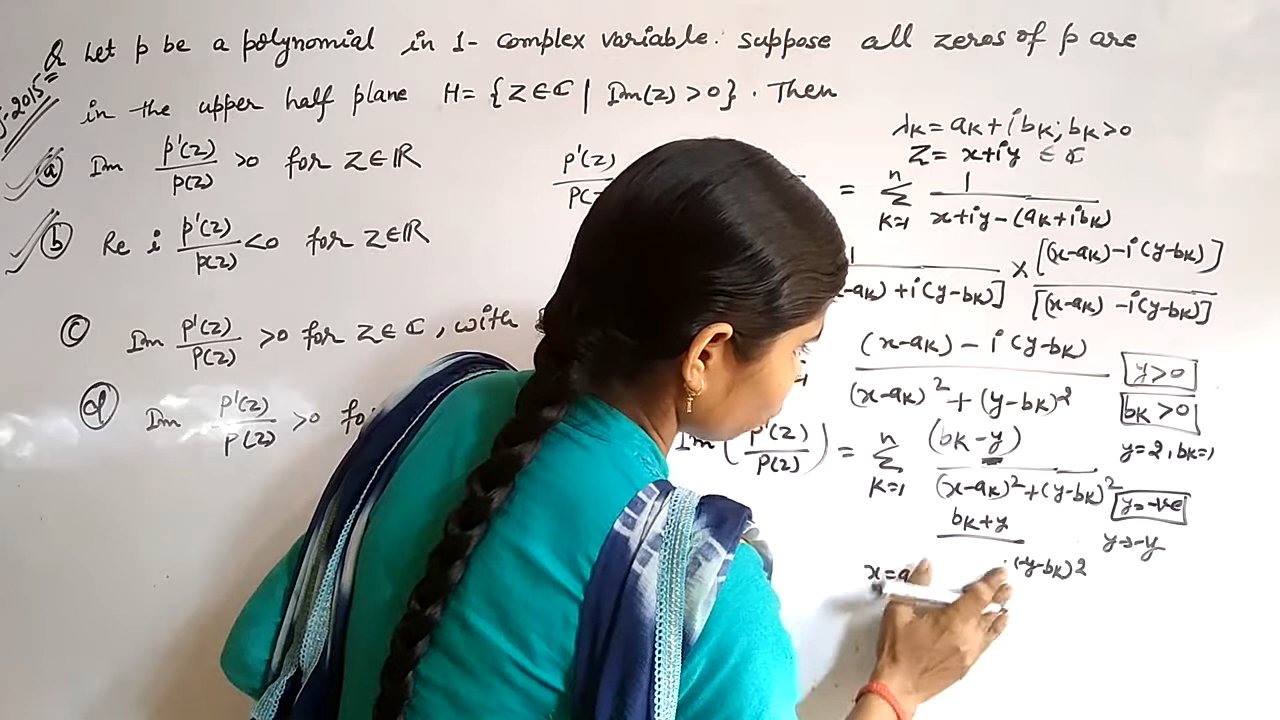 Q Let p be a polynomial in 1- complex variable. Suppose all zeros of p are
in the upper half plane H= {Z∈ℂ | Im(z) >0}. Then
2015
(a) Im p'(z)/p(z) >0 for Z∈ℝ
(b) Re i p'(z)/p(z) <0 for Z∈ℝ
(c) Im p'(z)/p(z) >0 for Z∈ℂ, with
(d) Im p'(z)/p(z) >0
λk = ak + i bk ; bk >0
Z = x+iy ∈ ℂ
p'(z)
= Σ k=1 n 1/(x+iy-(ak+ibk))
+i(y-bk)] × [(x-ak)-i(y-bk)]/[(x-ak)-i(y-bk)]
(x-ak) - i(y-bk)/(x-ak)² + (y-bk)²
y>0
bk >0
y=2, bk=1
Im (p'(z)/p(z)) = Σ k=1 n (bk-y)/(x-ak)²+(y-bk)²
y=-ve
y→-y
bk+y
(-y-bk)²
x=a